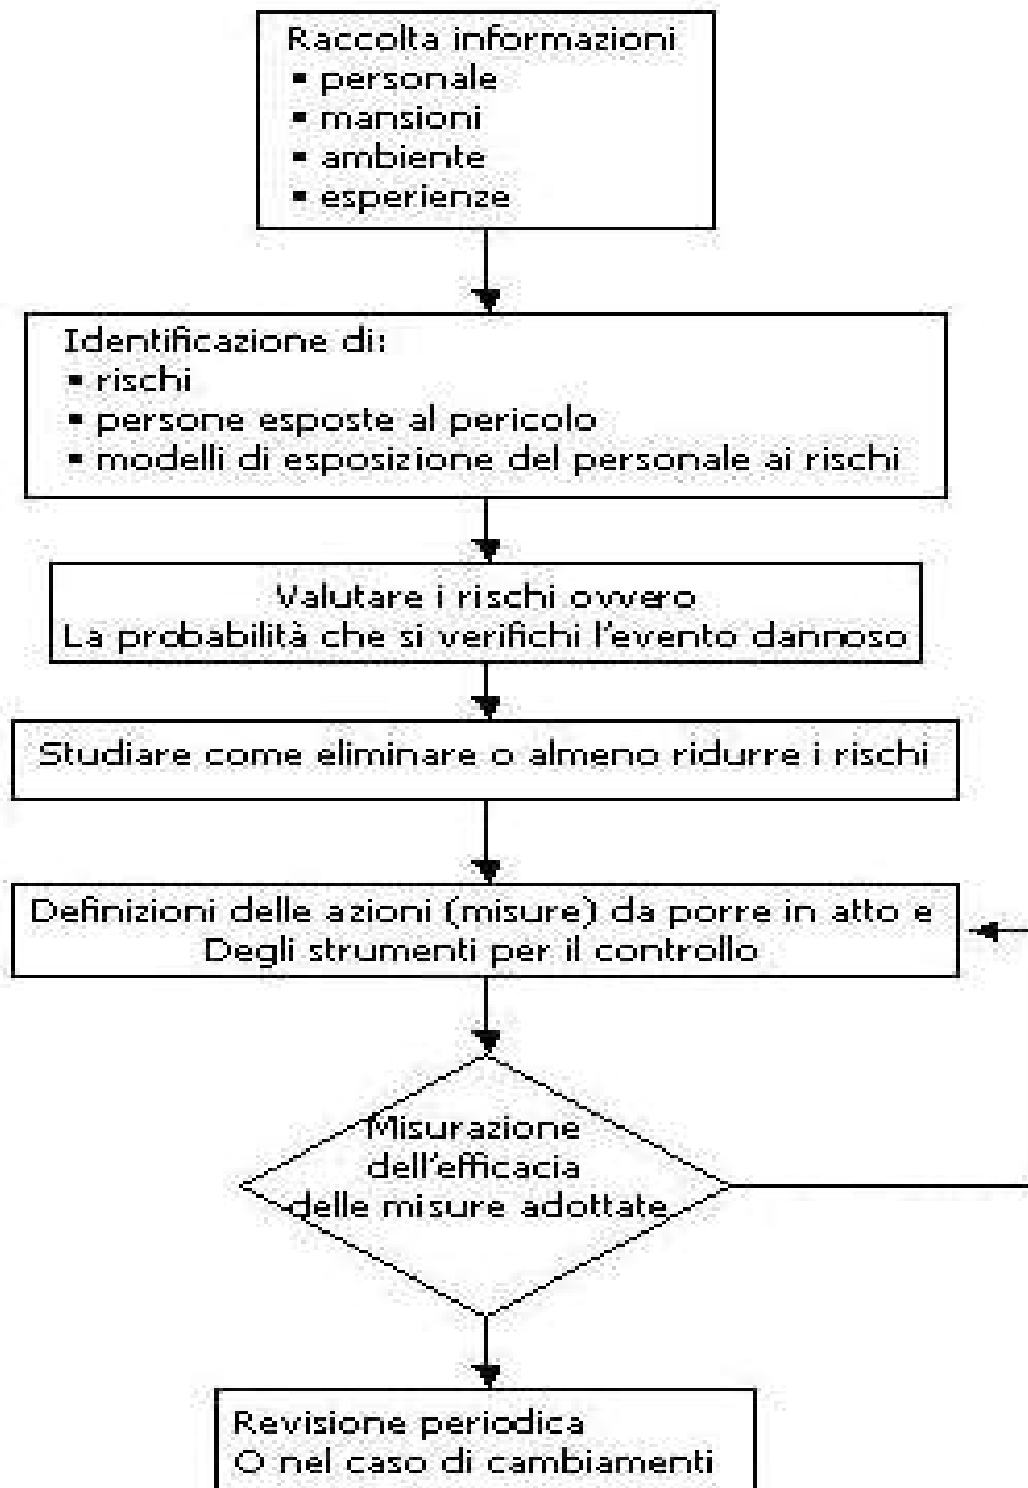 Raccolta informazioni
▪ personale
▪ mansioni
▪ ambiente
▪ esperienze
Identificazione di:
▪ rischi
▪ persone esposte al pericolo
▪ modelli di esposizione del personale ai rischi
Valutare i rischi ovvero
La probabilità che si verifichi l'evento dannoso
Studiare come eliminare o almeno ridurre i rischi
Definizioni delle azioni (misure) da porre in atto e
Degli strumenti per il controllo
Misurazione
dell'efficacia
delle misure adottate
Revisione periodica
O nel caso di cambiamenti